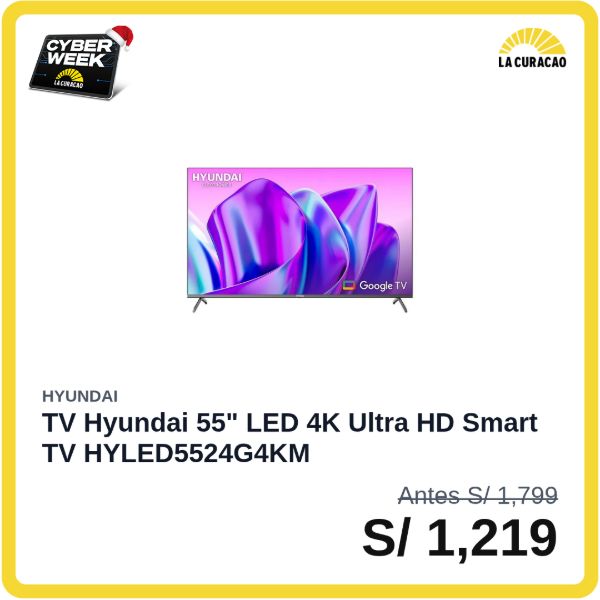 CYBER
WEEK
LA CURACAO
LA CURACAO
HYUNDAI
Google TV
HYUNDAI
TV Hyundai 55" LED 4K Ultra HD Smart
TV HYLED5524G4KM
Antes S/ 1,799
S/ 1,219